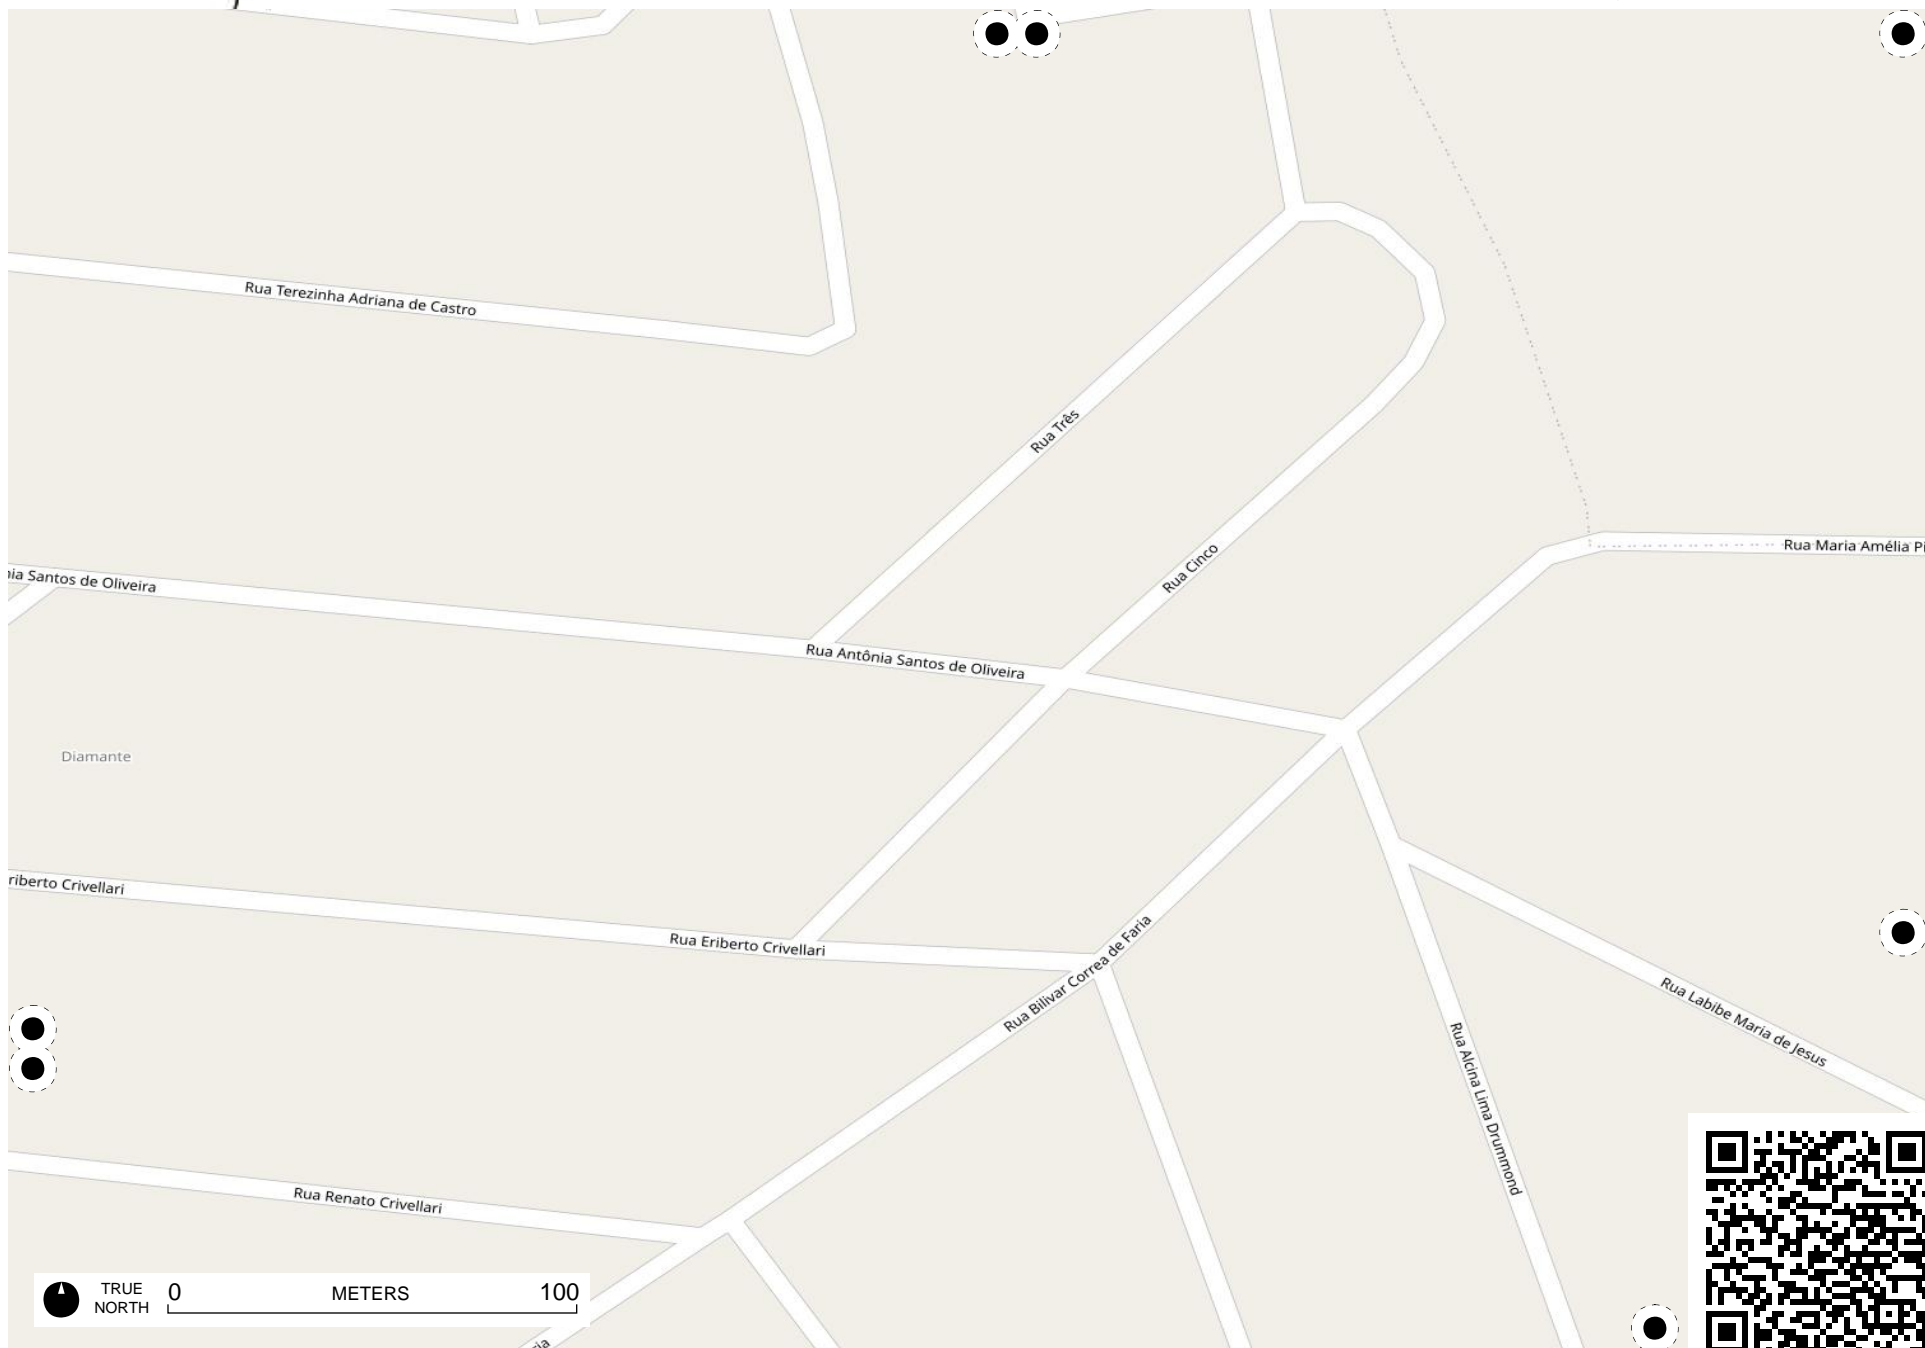 Rua Terezinha Adriana de Castro
Rua Três
Rua Cinco
Rua Maria Amélia Pi
nia Santos de Oliveira
Rua Antônia Santos de Oliveira
Diamante
riberto Crivellari
Rua Eriberto Crivellari
Rua Bilivar Correa de Faria
Rua Labibe Maria de Jesus
Rua Alcina Lima Drummond
Rua Renato Crivellari
TRUE
NORTH
0 METERS 100